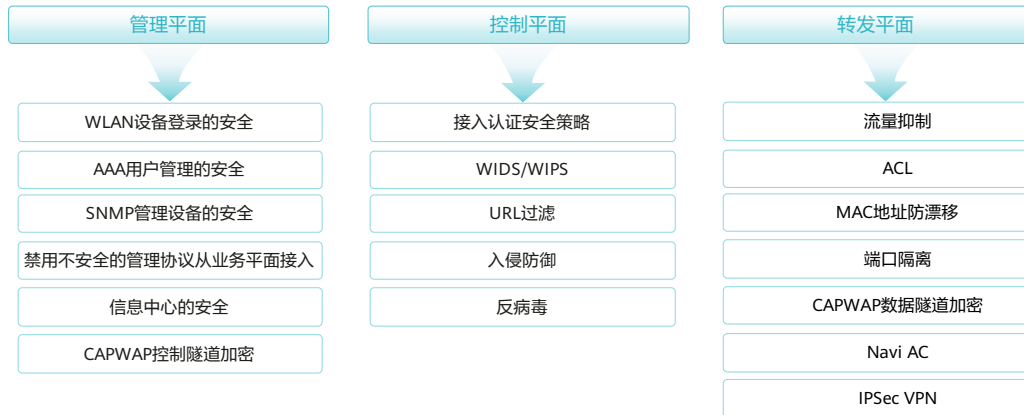 管理平面
WLAN设备登录的安全
AAA用户管理的安全
SNMP管理设备的安全
禁用不安全的管理协议从业务平面接入
信息中心的安全
CAPWAP控制隧道加密
控制平面
接入认证安全策略
WIDS/WIPS
URL过滤
入侵防御
反病毒
转发平面
流量抑制
ACL
MAC地址防漂移
端口隔离
CAPWAP数据隧道加密
Navi AC
IPSec VPN